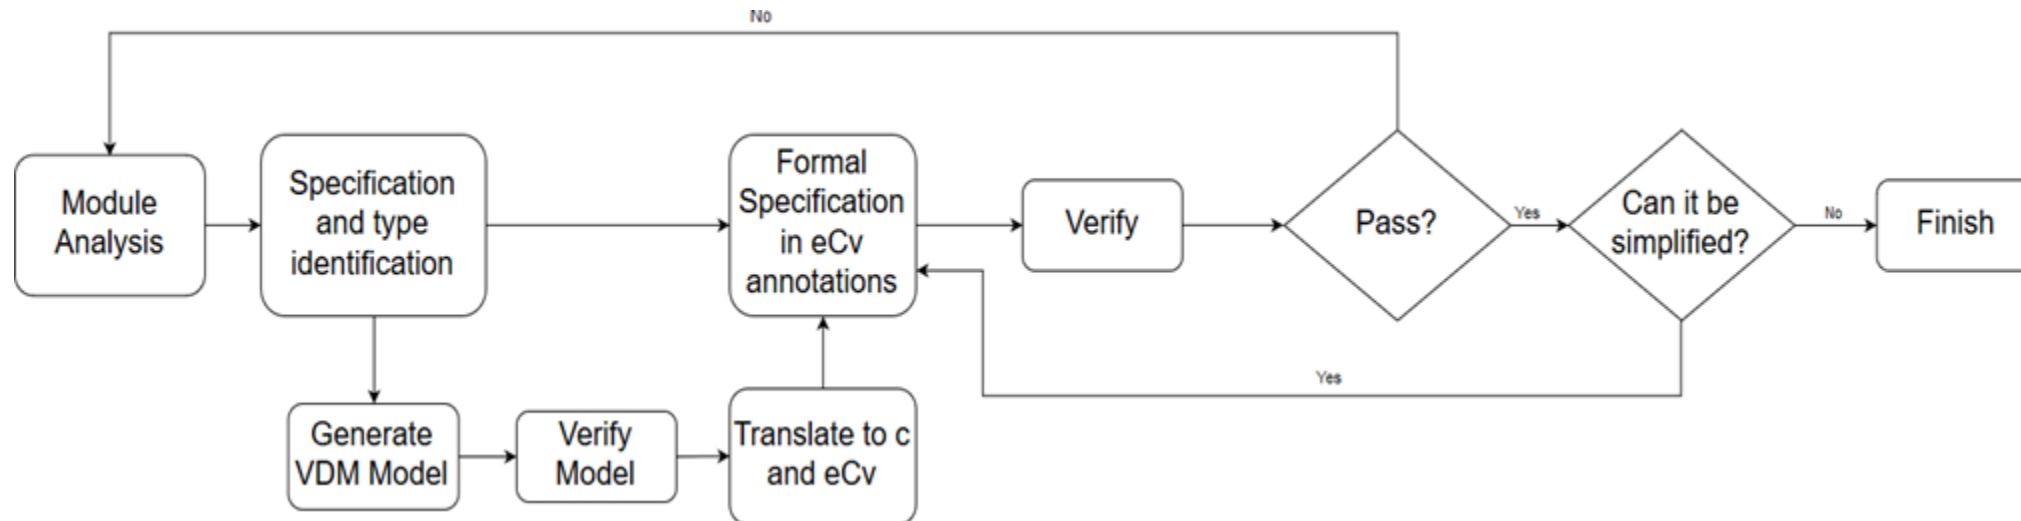 No
Module
Analysis
Specification
and type
identification
Formal
Specification
in eCv
annotations
Verify
Pass?
Yes
Can it be
simplified?
No
Finish
Yes
Generate
VDM Model
Verify
Model
Translate to c
and eCv